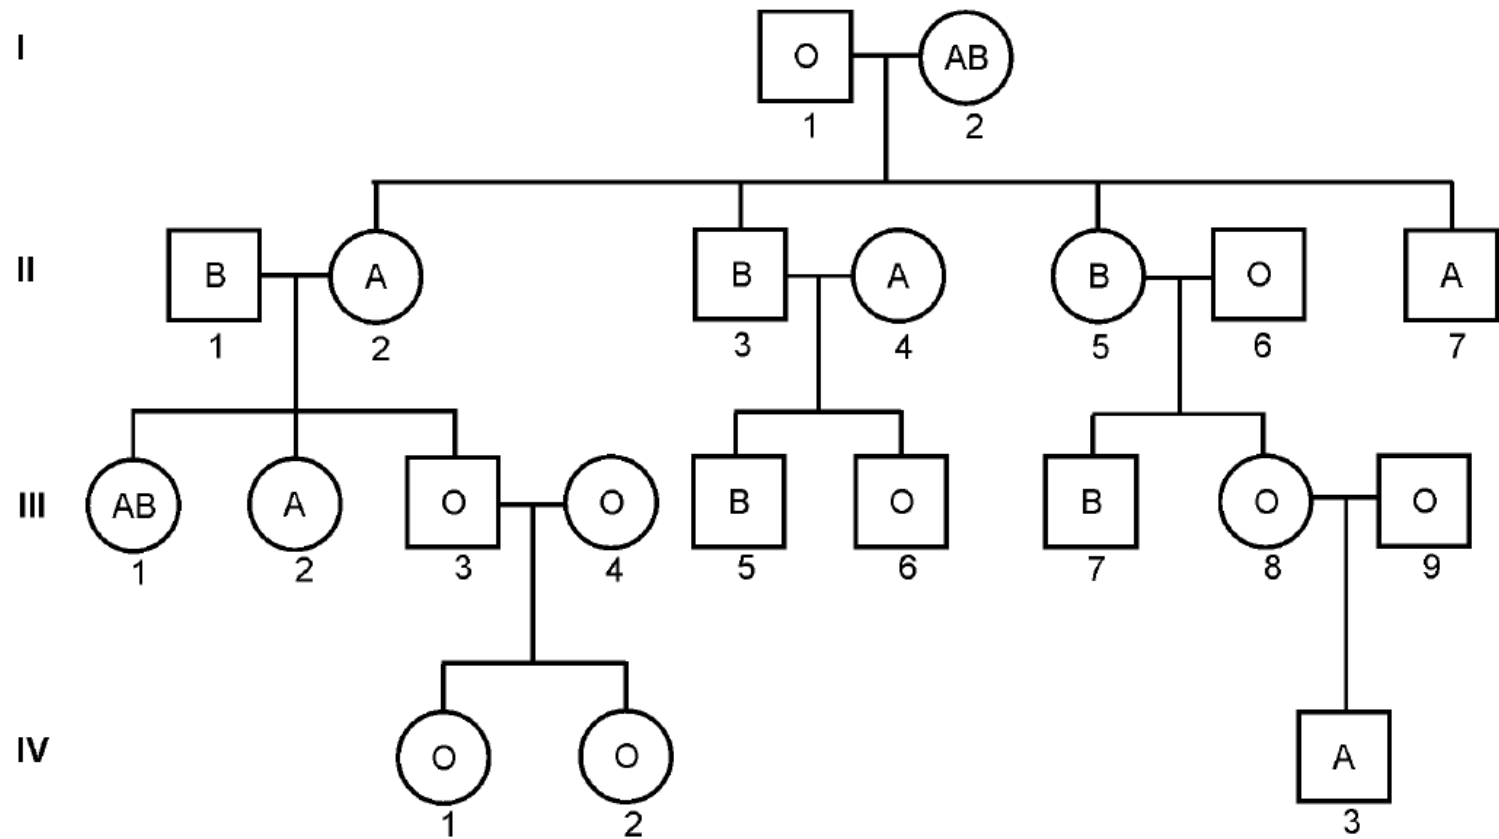 I O AB
1 2
II B A B A B O A
1 2 3 4 5 6 7
III AB A O O B O B O O
1 2 3 4 5 6 7 8 9
IV O O A
1 2 3